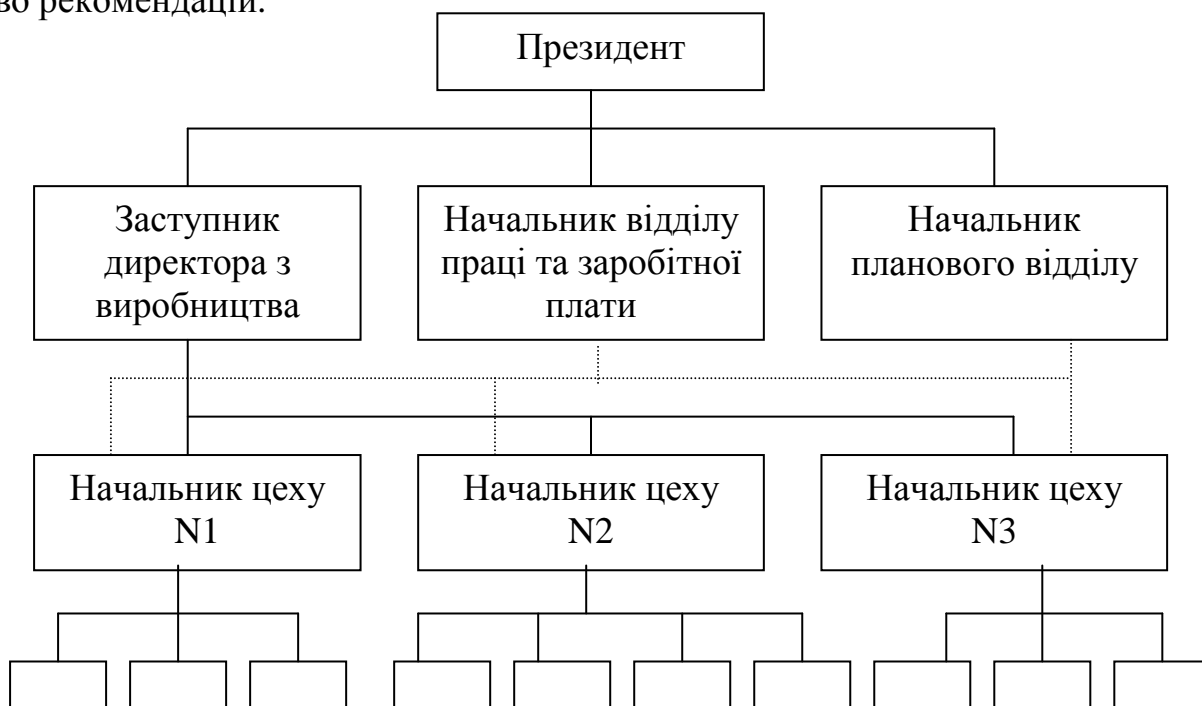 во рекомендацій.
Президент
Заступник
директора з
виробництва
Начальник відділу
праці та заробітної
плати
Начальник
планового відділу
Начальник цеху
N1
Начальник цеху
N2
Начальник цеху
N3